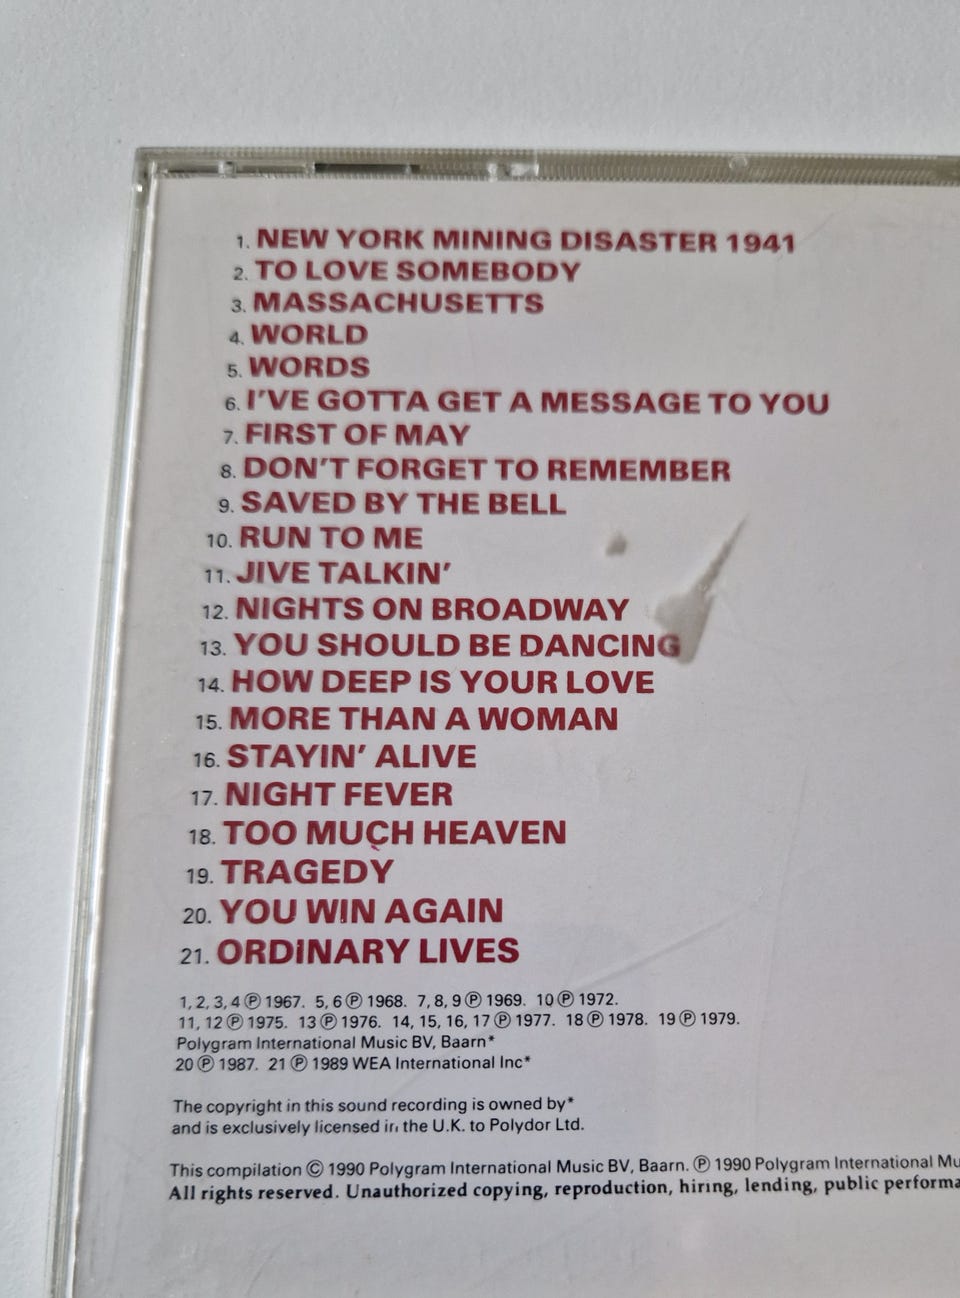 1. NEW YORK MINING DISASTER 1941
2. TO LOVE SOMEBODY
3. MASSACHUSETTS
4. WORLD
5. WORDS
6. I'VE GOTTA GET A MESSAGE TO YOU
7. FIRST OF MAY
8. DON'T FORGET TO REMEMBER
9. SAVED BY THE BELL
10. RUN TO ME
11. JIVE TALKIN'
12. NIGHTS ON BROADWAY
13. YOU SHOULD BE DANCING
14. HOW DEEP IS YOUR LOVE
15. MORE THAN A WOMAN
16. STAYIN' ALIVE
17. NIGHT FEVER
18. TOO MUCH HEAVEN
19. TRAGEDY
20. YOU WIN AGAIN
21. ORDINARY LIVES
1, 2, 3, 4 ℗ 1967. 5, 6 ℗ 1968. 7, 8, 9 ℗ 1969. 10 ℗ 1972.
11, 12 ℗ 1975. 13 ℗ 1976. 14, 15, 16, 17 ℗ 1977. 18 ℗ 1978. 19 ℗ 1979.
Polygram International Music BV, Baarn*
20 ℗ 1987. 21 ℗ 1989 WEA International Inc*
The copyright in this sound recording is owned by*
and is exclusively licensed in the U.K. to Polydor Ltd.
This compilation © 1990 Polygram International Music BV, Baarn. ℗ 1990 Polygram International Mu
All rights reserved. Unauthorized copying, reproduction, hiring, lending, public performa